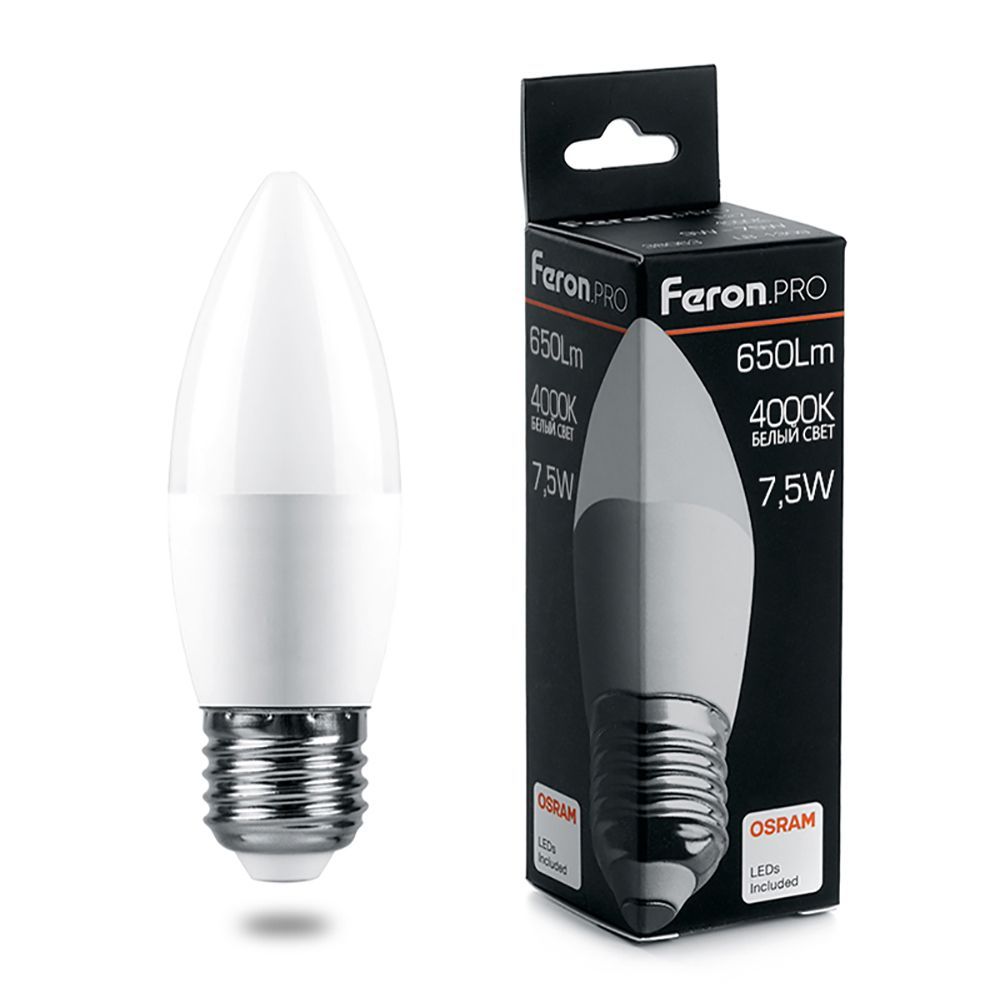 Feron
Feron.PRO
650Lm
4000K
БЕЛЫЙ СВЕТ
7,5W
OSRAM
LEDs
Included
Feron.PRO
650Lm
4000K
БЕЛЫЙ СВЕТ
7,5W
OSRAM
LEDs
Included